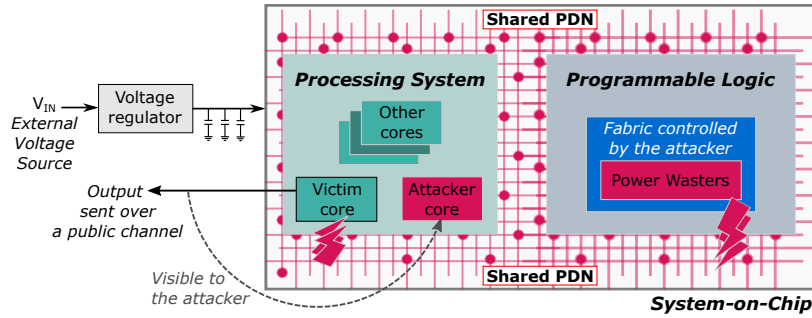 Shared PDN
Processing System
Programmable Logic
V_IN
External
Voltage
Source
Voltage
regulator
Other
cores
Fabric controlled
by the attacker
Power Wasters
Output
sent over
a public channel
Victim
core
Attacker
core
Visible to
the attacker
Shared PDN
System-on-Chip